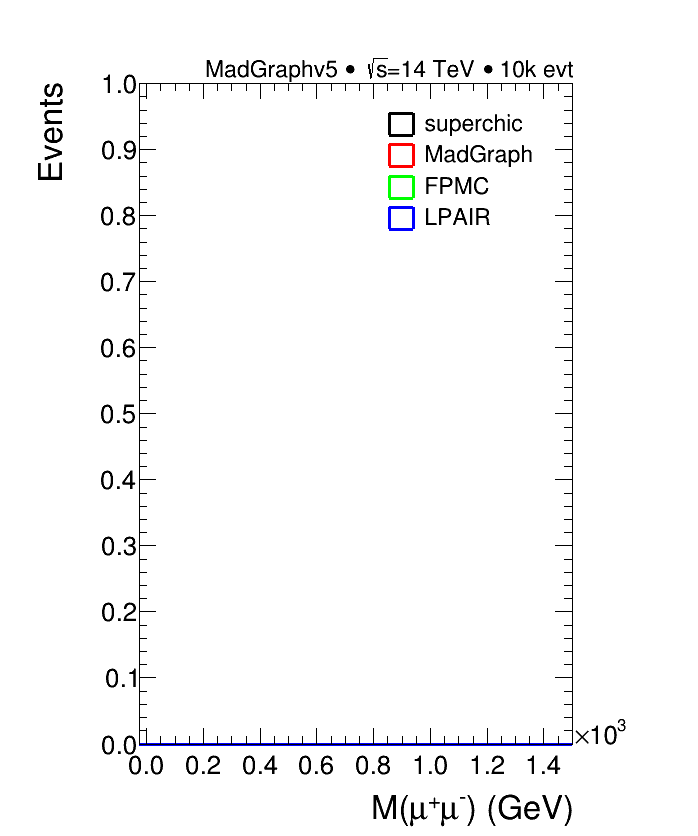 MadGraphv5 • √s=14 TeV • 10k evt
Events
1.0
0.9
0.8
0.7
0.6
0.5
0.4
0.3
0.2
0.1
0.0
superchic
MadGraph
FPMC
LPAIR
0.0 0.2 0.4 0.6 0.8 1.0 1.2 1.4
×10³
M(μ⁺μ⁻) (GeV)